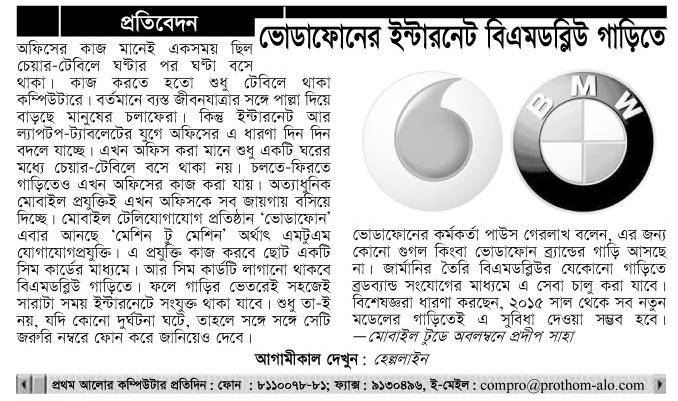 প্রতিবেদন
ভোডাফোনের ইন্টারনেট বিএমডব্লিউ গাড়িতে
অফিসের কাজ মানেই একসময় ছিল
চেয়ার-টেবিলে ঘণ্টার পর ঘণ্টা বসে
থাকা। কাজ করতে হতো শুধু টেবিলে থাকা
কম্পিউটারে। বর্তমানে ব্যস্ত জীবনযাত্রার সঙ্গে পাল্লা দিয়ে
বাড়ছে মানুষের চলাফেরা। কিন্তু ইন্টারনেট আর
ল্যাপটপ-ট্যাবলেটের যুগে অফিসের এ ধারণা দিন দিন
বদলে যাচ্ছে। এখন অফিস করা মানে শুধু একটি ঘরের
মধ্যে চেয়ার-টেবিলে বসে থাকা নয়। চলতে-ফিরতে
গাড়িতেও এখন অফিসের কাজ করা যায়। অত্যাধুনিক
মোবাইল প্রযুক্তিই এখন অফিসকে সব জায়গায় বসিয়ে
দিচ্ছে। মোবাইল টেলিযোগাযোগ প্রতিষ্ঠান ‘ভোডাফোন’
এবার আনছে ‘মেশিন টু মেশিন’ অর্থাৎ এমটুএম
যোগাযোগপ্রযুক্তি। এ প্রযুক্তি কাজ করবে ছোট একটি
সিম কার্ডের মাধ্যমে। আর সিম কার্ডটি লাগানো থাকবে
বিএমডব্লিউ গাড়িতে। ফলে গাড়ির ভেতরেই সহজেই
সারাটা সময় ইন্টারনেটে সংযুক্ত থাকা যাবে। শুধু তা-ই
নয়, যদি কোনো দুর্ঘটনা ঘটে, তাহলে সঙ্গে সঙ্গে সেটি
জরুরি নম্বরে ফোন করে জানিয়েও দেবে।
BMW
ভোডাফোনের কর্মকর্তা পাউস গেরলাখ বলেন, এর জন্য
কোনো গুগল কিংবা ভোডাফোন ব্র্যান্ডের গাড়ি আসছে
না। জার্মানির তৈরি বিএমডব্লিউর যেকোনো গাড়িতে
ব্রডব্যান্ড সংযোগের মাধ্যমে এ সেবা চালু করা যাবে।
বিশেষজ্ঞরা ধারণা করছেন, ২০১৫ সাল থেকে সব নতুন
মডেলের গাড়িতেই এ সুবিধা দেওয়া সম্ভব হবে।
—মোবাইল টুডে অবলম্বনে প্রদীপ সাহা
আগামীকাল দেখুন : হেল্পলাইন
প্রথম আলোর কম্পিউটার প্রতিদিন : ফোন : ৮১১০০৭৮-৮১; ফ্যাক্স : ৯১৩০৪৯৬, ই-মেইল : compro@prothom-alo.com